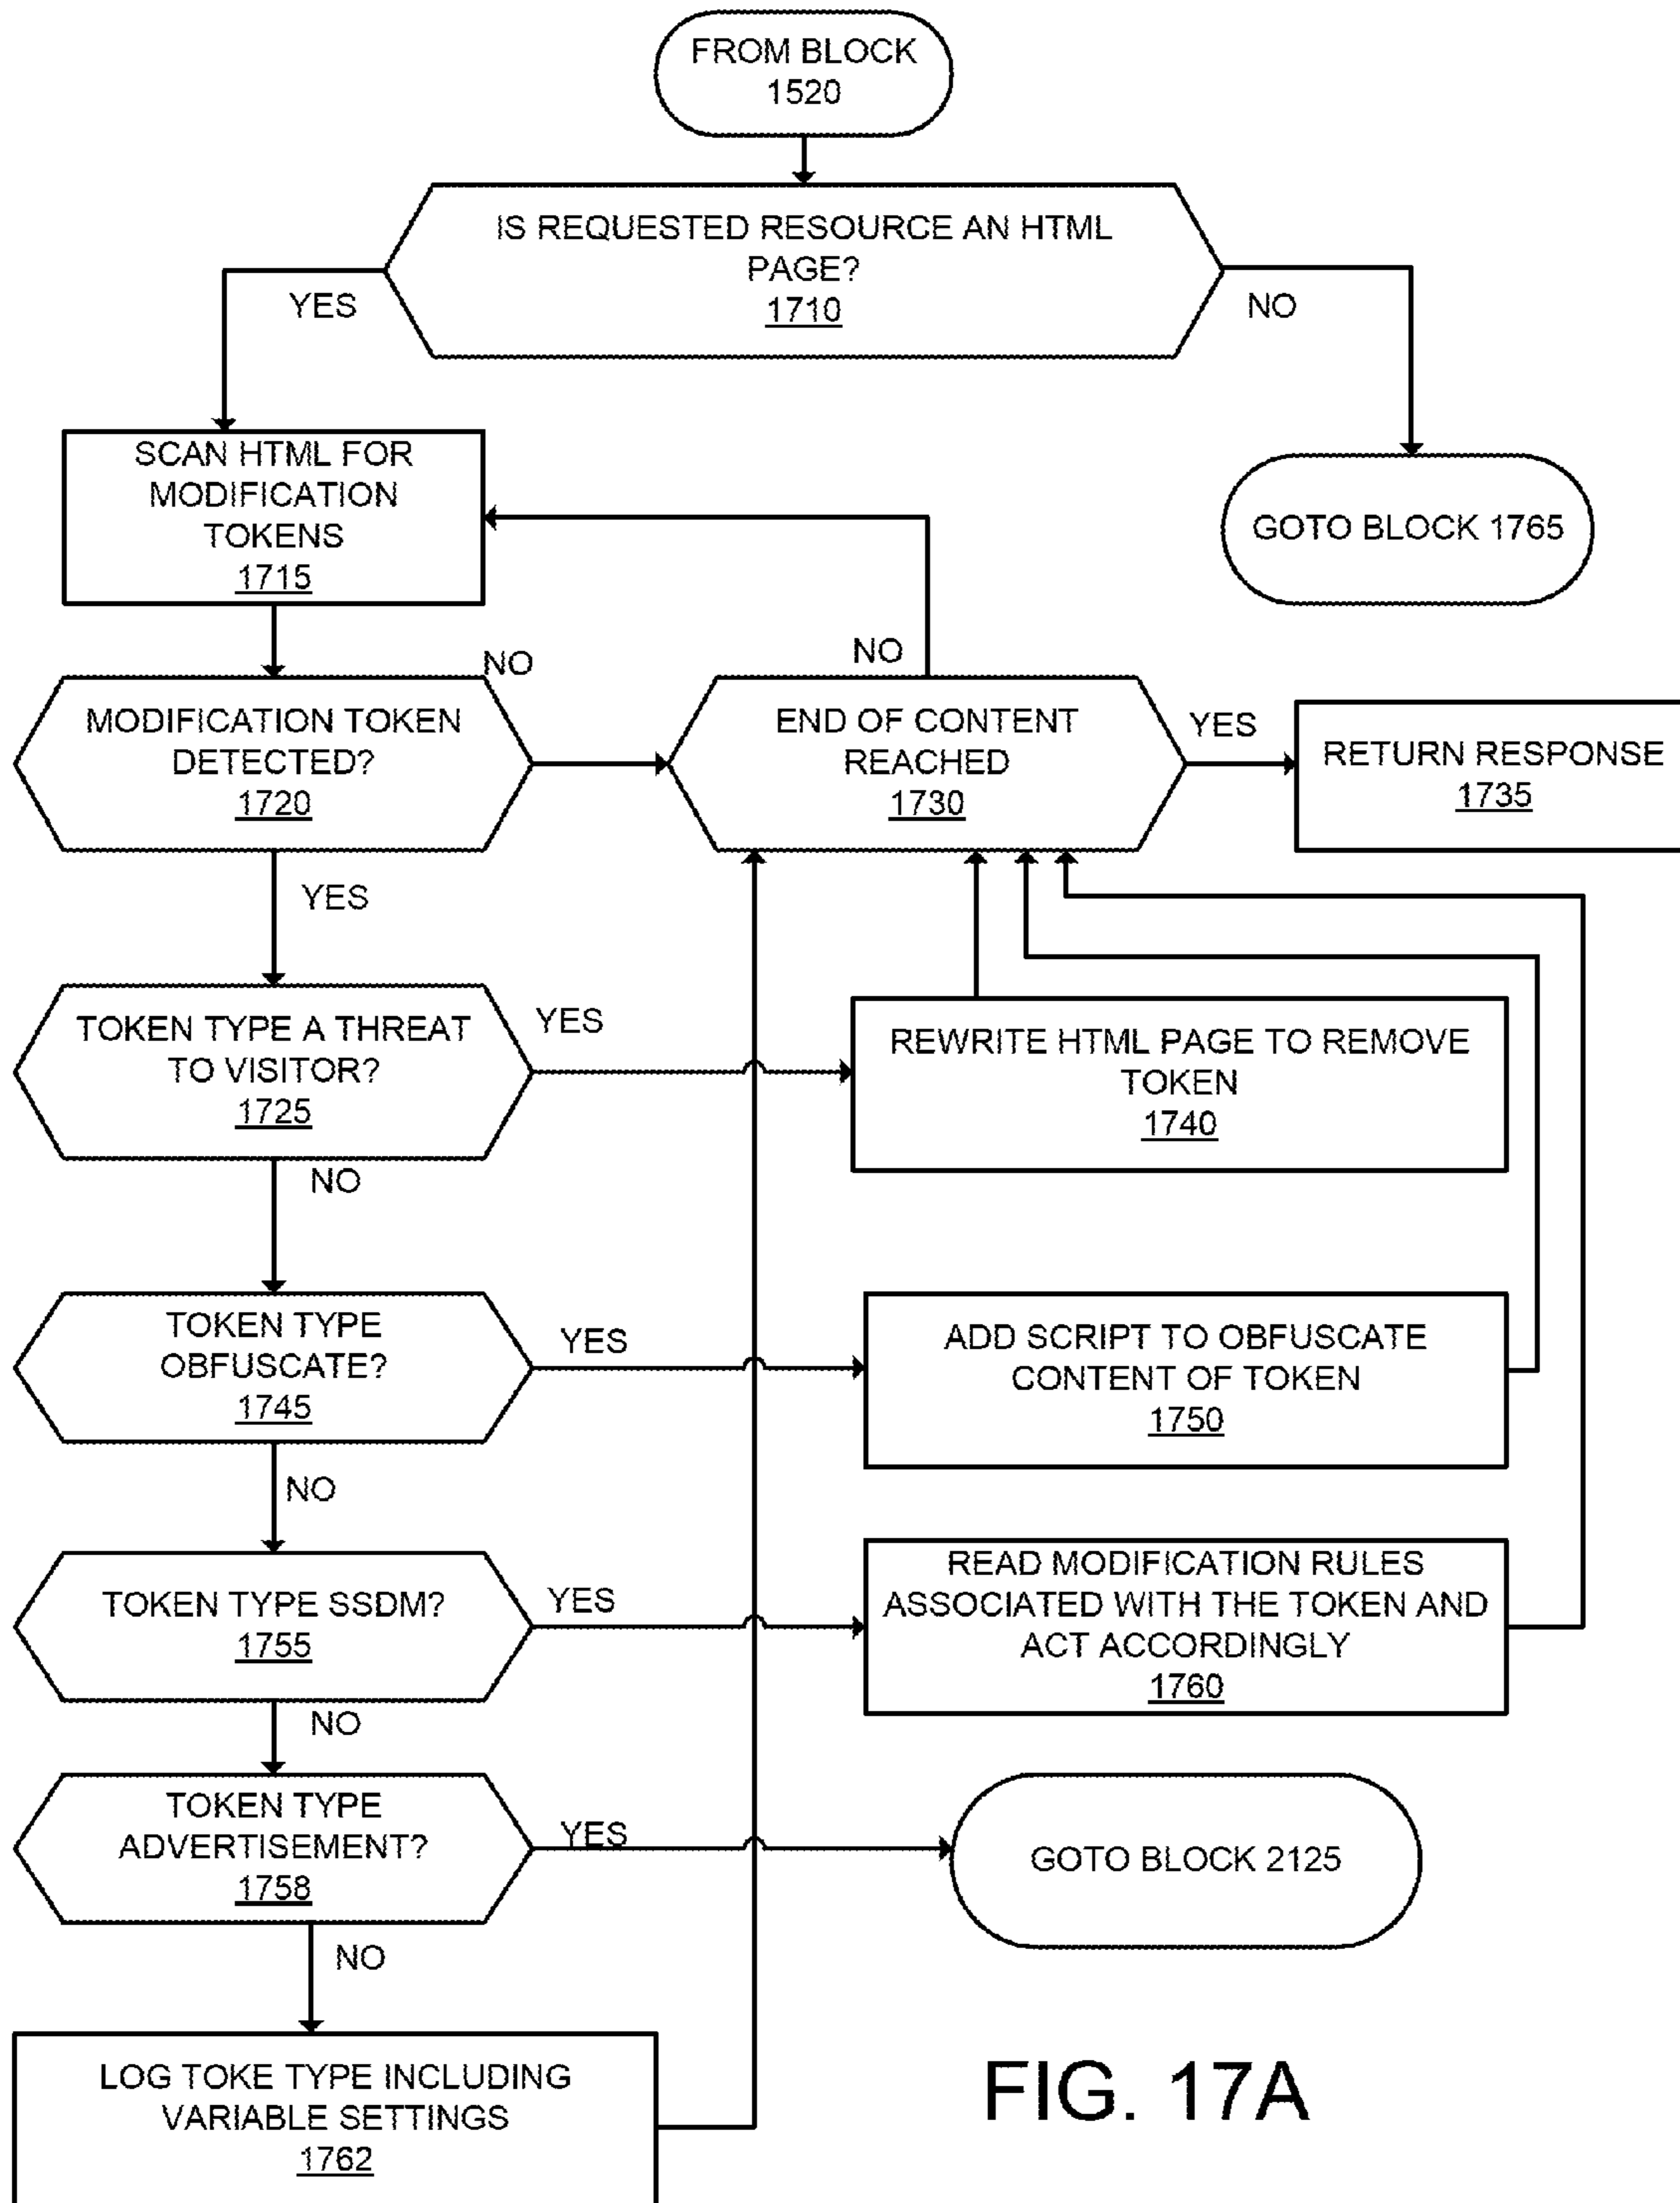 FROM BLOCK
1520
IS REQUESTED RESOURCE AN HTML
PAGE?
1710
YES
NO
SCAN HTML FOR
MODIFICATION
TOKENS
1715
GOTO BLOCK 1765
NO
NO
MODIFICATION TOKEN
DETECTED?
1720
END OF CONTENT
REACHED
1730
YES
RETURN RESPONSE
1735
YES
TOKEN TYPE A THREAT
TO VISITOR?
1725
YES
REWRITE HTML PAGE TO REMOVE
TOKEN
1740
NO
TOKEN TYPE
OBFUSCATE?
1745
YES
ADD SCRIPT TO OBFUSCATE
CONTENT OF TOKEN
1750
NO
TOKEN TYPE SSDM?
1755
YES
READ MODIFICATION RULES
ASSOCIATED WITH THE TOKEN AND
ACT ACCORDINGLY
1760
NO
TOKEN TYPE
ADVERTISEMENT?
1758
YES
GOTO BLOCK 2125
NO
LOG TOKE TYPE INCLUDING
VARIABLE SETTINGS
1762
FIG. 17A